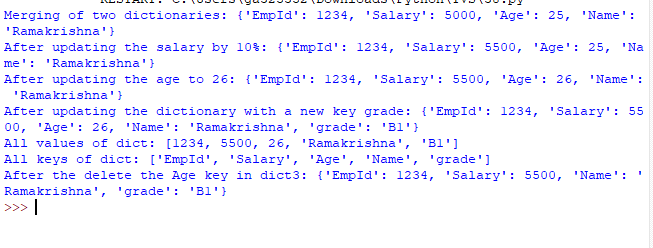 Merging of two dictionaries: {'EmpId': 1234, 'Salary': 5000, 'Age': 25, 'Name':
'Ramakrishna'}
After updating the salary by 10%: {'EmpId': 1234, 'Salary': 5500, 'Age': 25, 'Na
me': 'Ramakrishna'}
After updating the age to 26: {'EmpId': 1234, 'Salary': 5500, 'Age': 26, 'Name':
'Ramakrishna'}
After updating the dictionary with a new key grade: {'EmpId': 1234, 'Salary': 55
00, 'Age': 26, 'Name': 'Ramakrishna', 'grade': 'B1'}
All values of dict: [1234, 5500, 26, 'Ramakrishna', 'B1']
All keys of dict: ['EmpId', 'Salary', 'Age', 'Name', 'grade']
After the delete the Age key in dict3: {'EmpId': 1234, 'Salary': 5500, 'Name': '
Ramakrishna', 'grade': 'B1'}
>>>